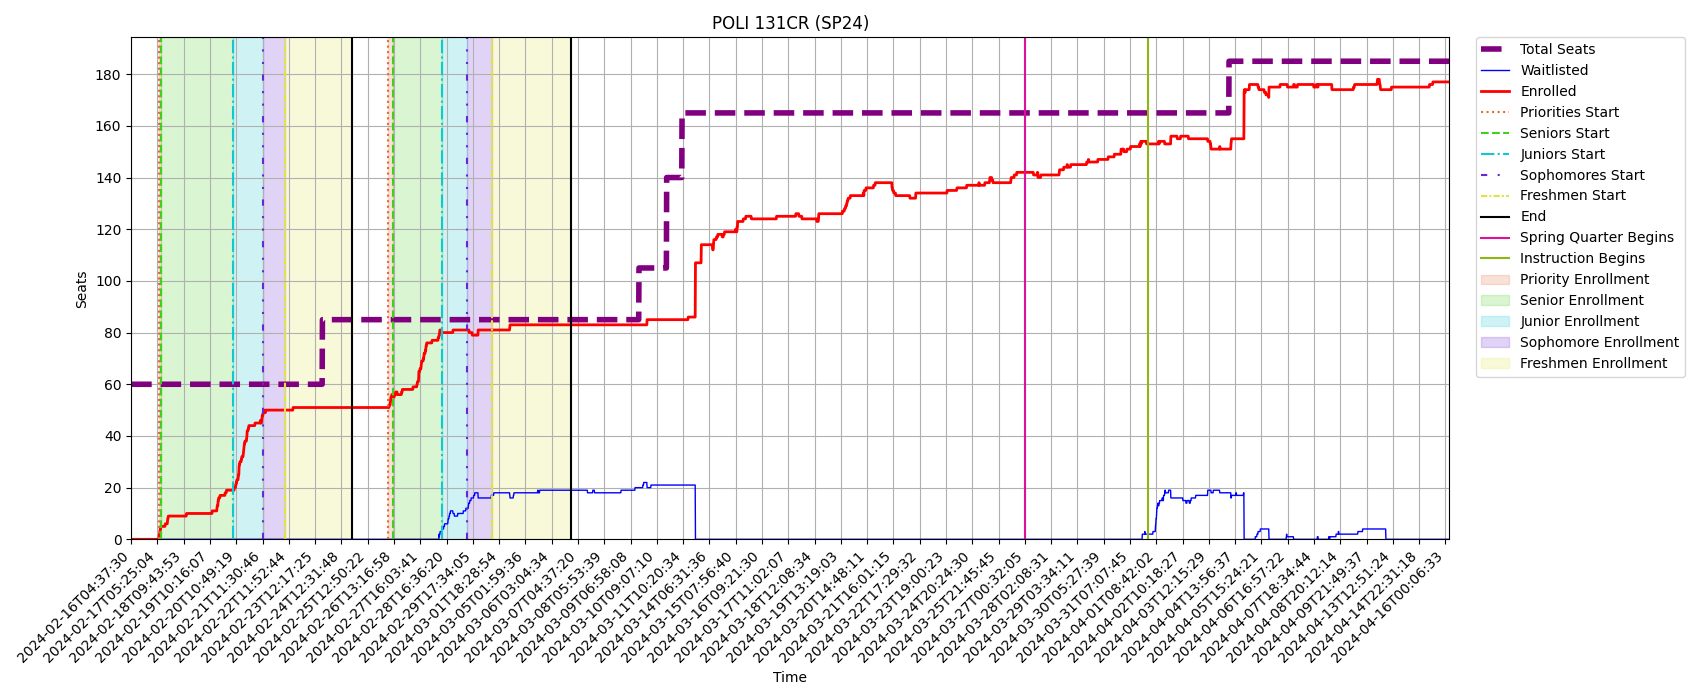 POLI 131CR (SP24)
Seats
180
160
140
120
100
80
60
40
20
0
2024-02-16T04:37:30
2024-02-17T05:25:04
2024-02-18T09:43:53
2024-02-19T10:16:07
2024-02-20T10:49:19
2024-02-21T11:30:46
2024-02-22T11:52:44
2024-02-23T12:17:25
2024-02-24T12:31:48
2024-02-25T12:50:22
2024-02-26T13:16:58
2024-02-27T16:03:41
2024-02-28T16:36:20
2024-02-29T17:34:05
2024-03-01T18:28:54
2024-03-05T01:59:36
2024-03-06T03:04:34
2024-03-07T04:37:20
2024-03-08T05:53:39
2024-03-09T06:58:08
2024-03-10T09:07:10
2024-03-11T10:20:34
2024-03-14T06:31:36
2024-03-15T07:56:40
2024-03-16T09:21:30
2024-03-17T11:02:07
2024-03-18T12:08:34
2024-03-19T13:19:03
2024-03-20T14:48:11
2024-03-21T16:01:15
2024-03-22T17:29:32
2024-03-23T19:00:23
2024-03-24T20:24:30
2024-03-25T21:45:45
2024-03-27T00:32:05
2024-03-28T02:08:31
2024-03-29T03:34:11
2024-03-30T05:27:39
2024-03-31T07:07:45
2024-04-01T08:42:02
2024-04-02T10:18:27
2024-04-03T12:15:29
2024-04-04T13:56:37
2024-04-05T15:24:21
2024-04-06T16:57:22
2024-04-07T18:34:44
2024-04-08T20:12:14
2024-04-09T21:49:37
2024-04-13T12:51:24
2024-04-14T22:31:18
2024-04-16T00:06:33
Time
Total Seats
Waitlisted
Enrolled
Priorities Start
Seniors Start
Juniors Start
Sophomores Start
Freshmen Start
End
Spring Quarter Begins
Instruction Begins
Priority Enrollment
Senior Enrollment
Junior Enrollment
Sophomore Enrollment
Freshmen Enrollment